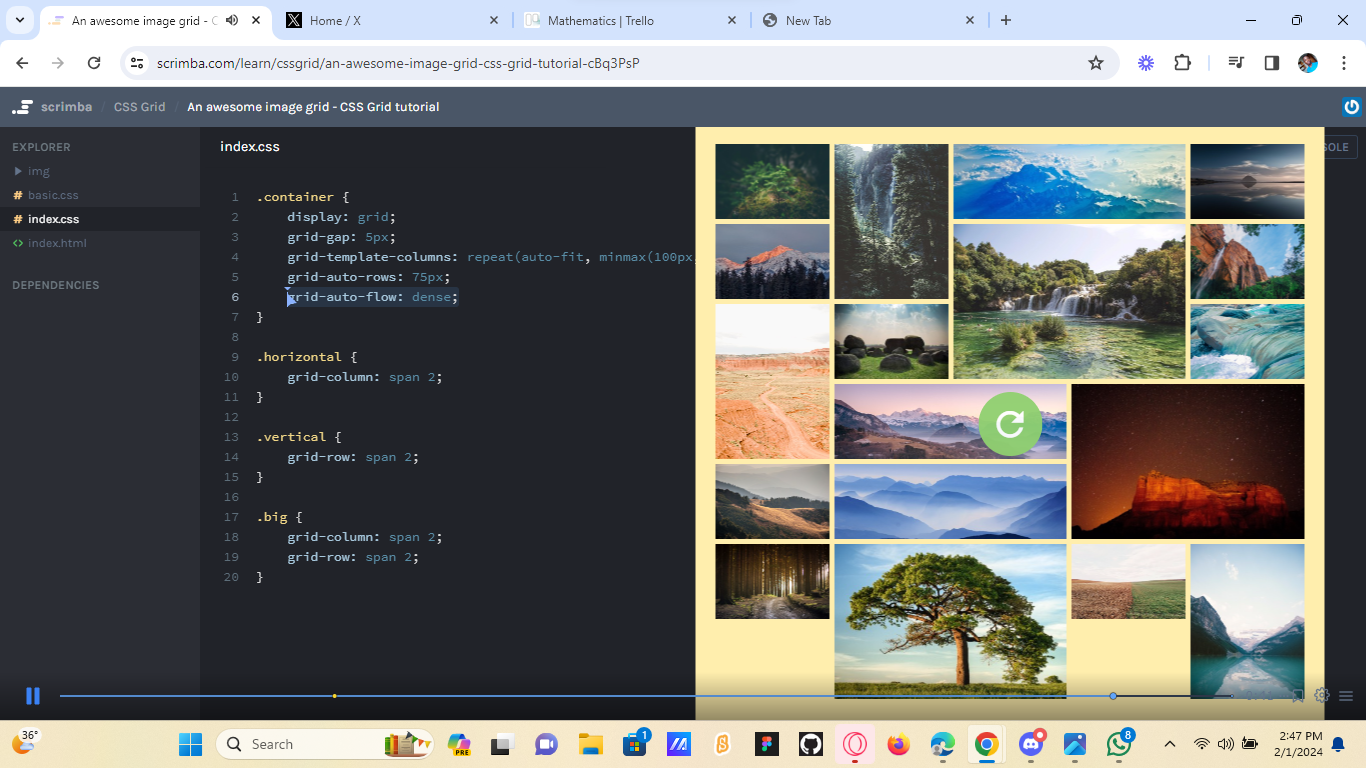 An awesome image grid - C
Home / X
Mathematics | Trello
New Tab
scrimba.com/learn/cssgrid/an-awesome-image-grid-css-grid-tutorial-cBq3PsP
scrimba / CSS Grid / An awesome image grid - CSS Grid tutorial
EXPLORER
img
# basic.css
# index.css
<> index.html
DEPENDENCIES
index.css
SOLE
1 .container {
2 display: grid;
3 grid-gap: 5px;
4 grid-template-columns: repeat(auto-fit, minmax(100px,
5 grid-auto-rows: 75px;
6 grid-auto-flow: dense;
7 }
8
9 .horizontal {
10 grid-column: span 2;
11 }
12
13 .vertical {
14 grid-row: span 2;
15 }
16
17 .big {
18 grid-column: span 2;
19 grid-row: span 2;
20 }
36°
Search
PRE
1
8
2:47 PM
2/1/2024